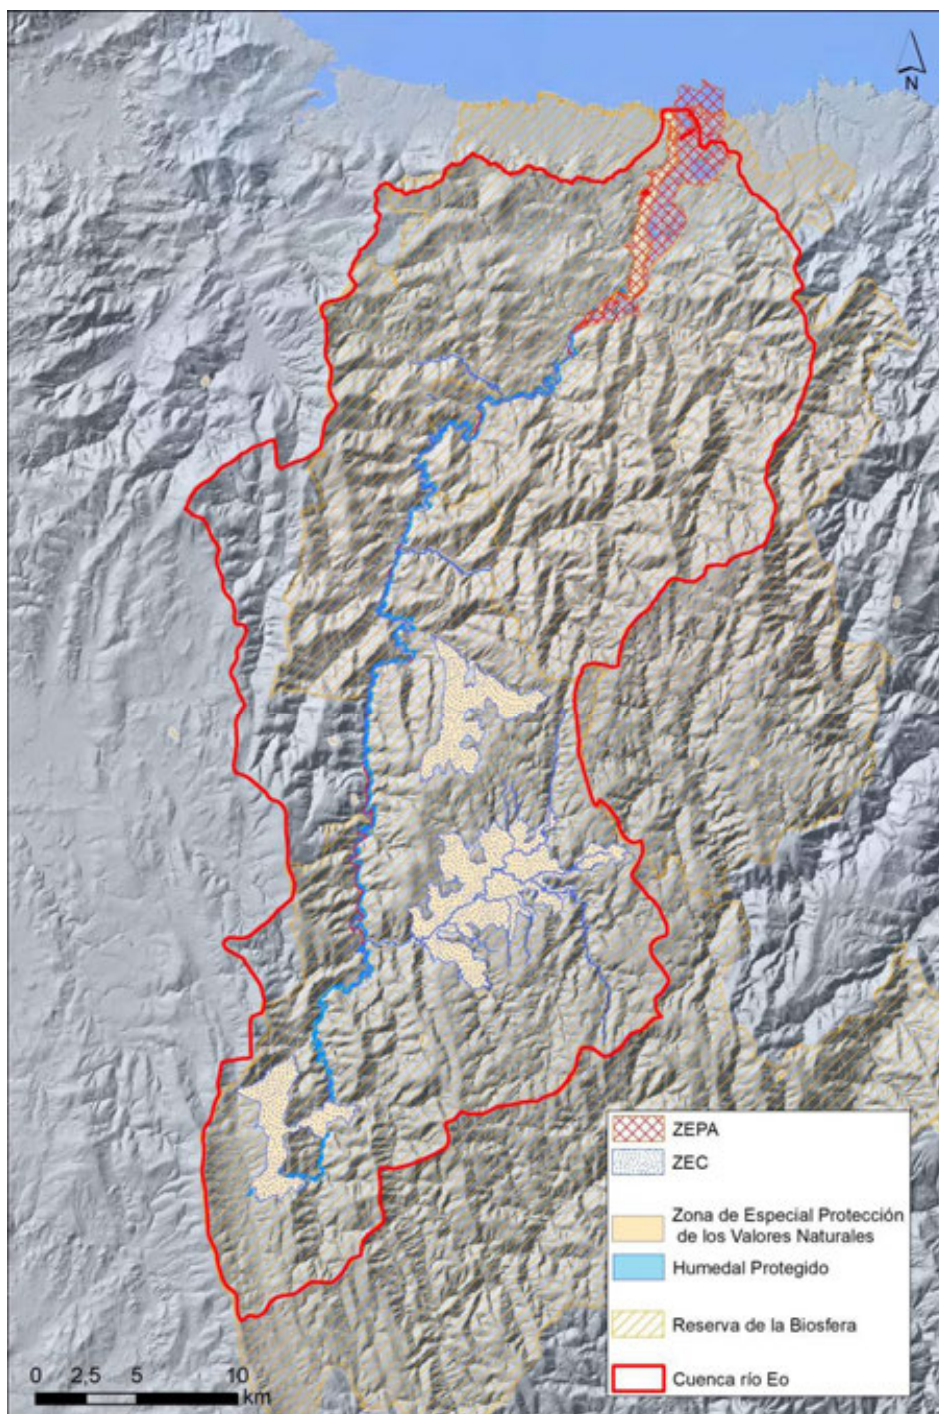 N
ZEPA
ZEC
Zona de Especial Protección
de los Valores Naturales
Humedal Protegido
Reserva de la Biosfera
Cuenca río Eo
0 2,5 5 10
km